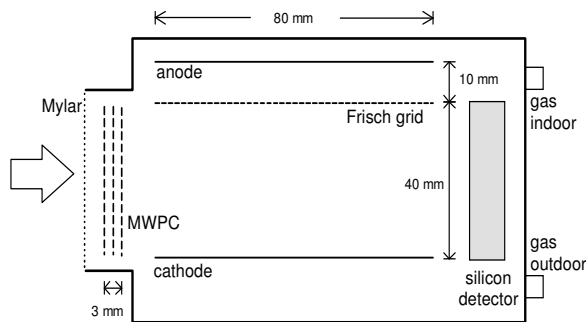 80 mm
anode
10 mm
Mylar
Frisch grid
gas
indoor
40 mm
MWPC
cathode
gas
outdoor
silicon
detector
3 mm